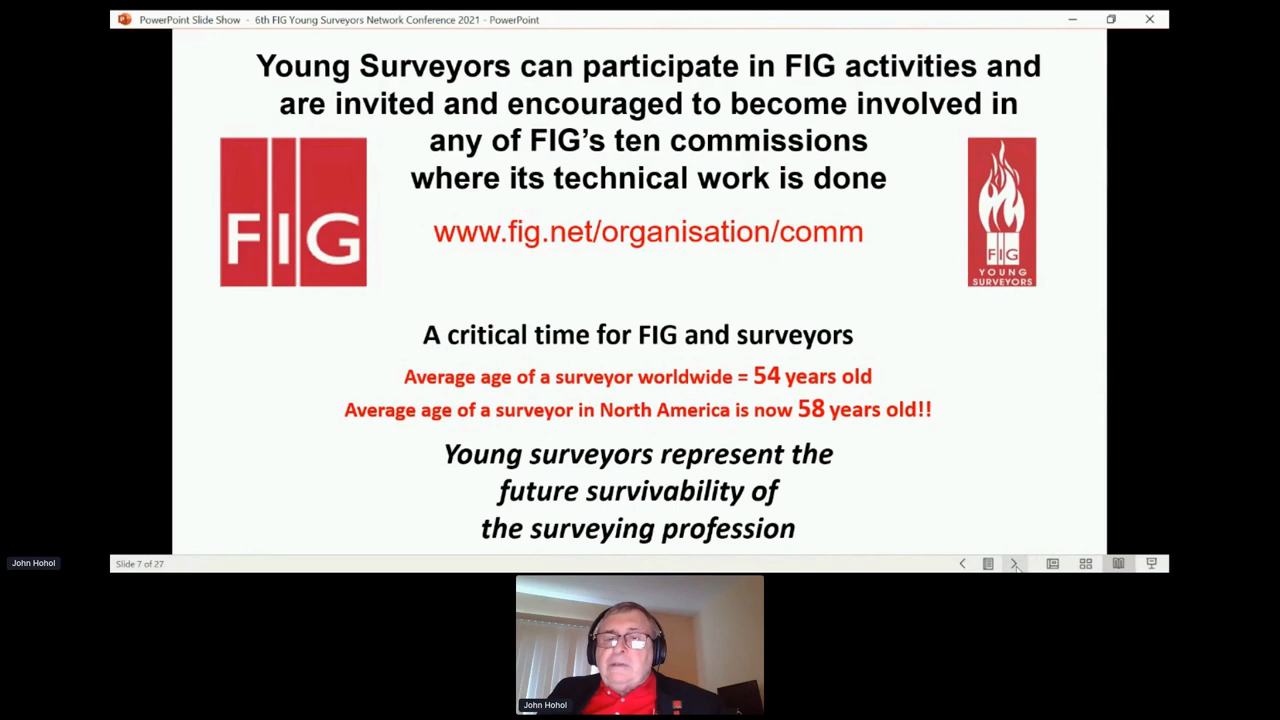 PowerPoint Slide Show - 6th FIG Young Surveyors Network Conference 2021 - PowerPoint
Young Surveyors can participate in FIG activities and
are invited and encouraged to become involved in
any of FIG's ten commissions
where its technical work is done
www.fig.net/organisation/comm
FIG
FIG
YOUNG
SURVEYORS
A critical time for FIG and surveyors
Average age of a surveyor worldwide = 54 years old
Average age of a surveyor in North America is now 58 years old!!
Young surveyors represent the
future survivability of
the surveying profession
John Hohol
Slide 7 of 27
John Hohol